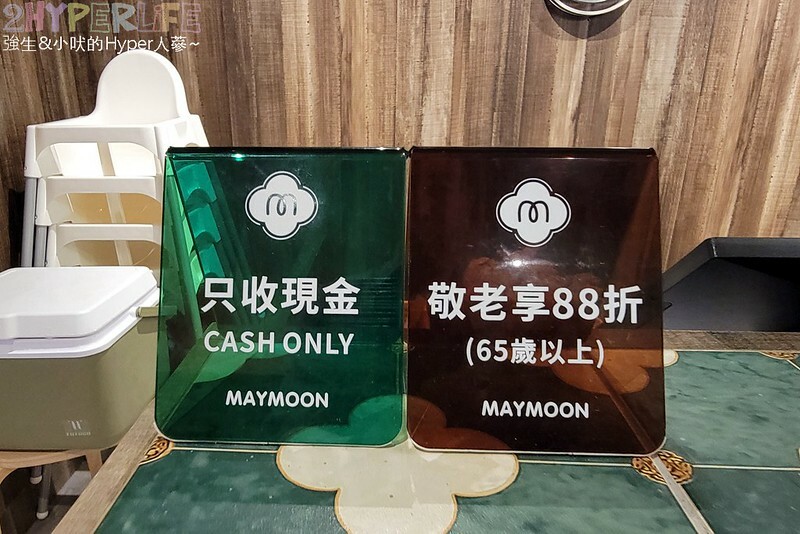 2HYPERLIFE
強生&小吠的Hyper人蔘~
m
只收現金
CASH ONLY
MAYMOON
m
敬老享88折
(65歲以上)
MAYMOON